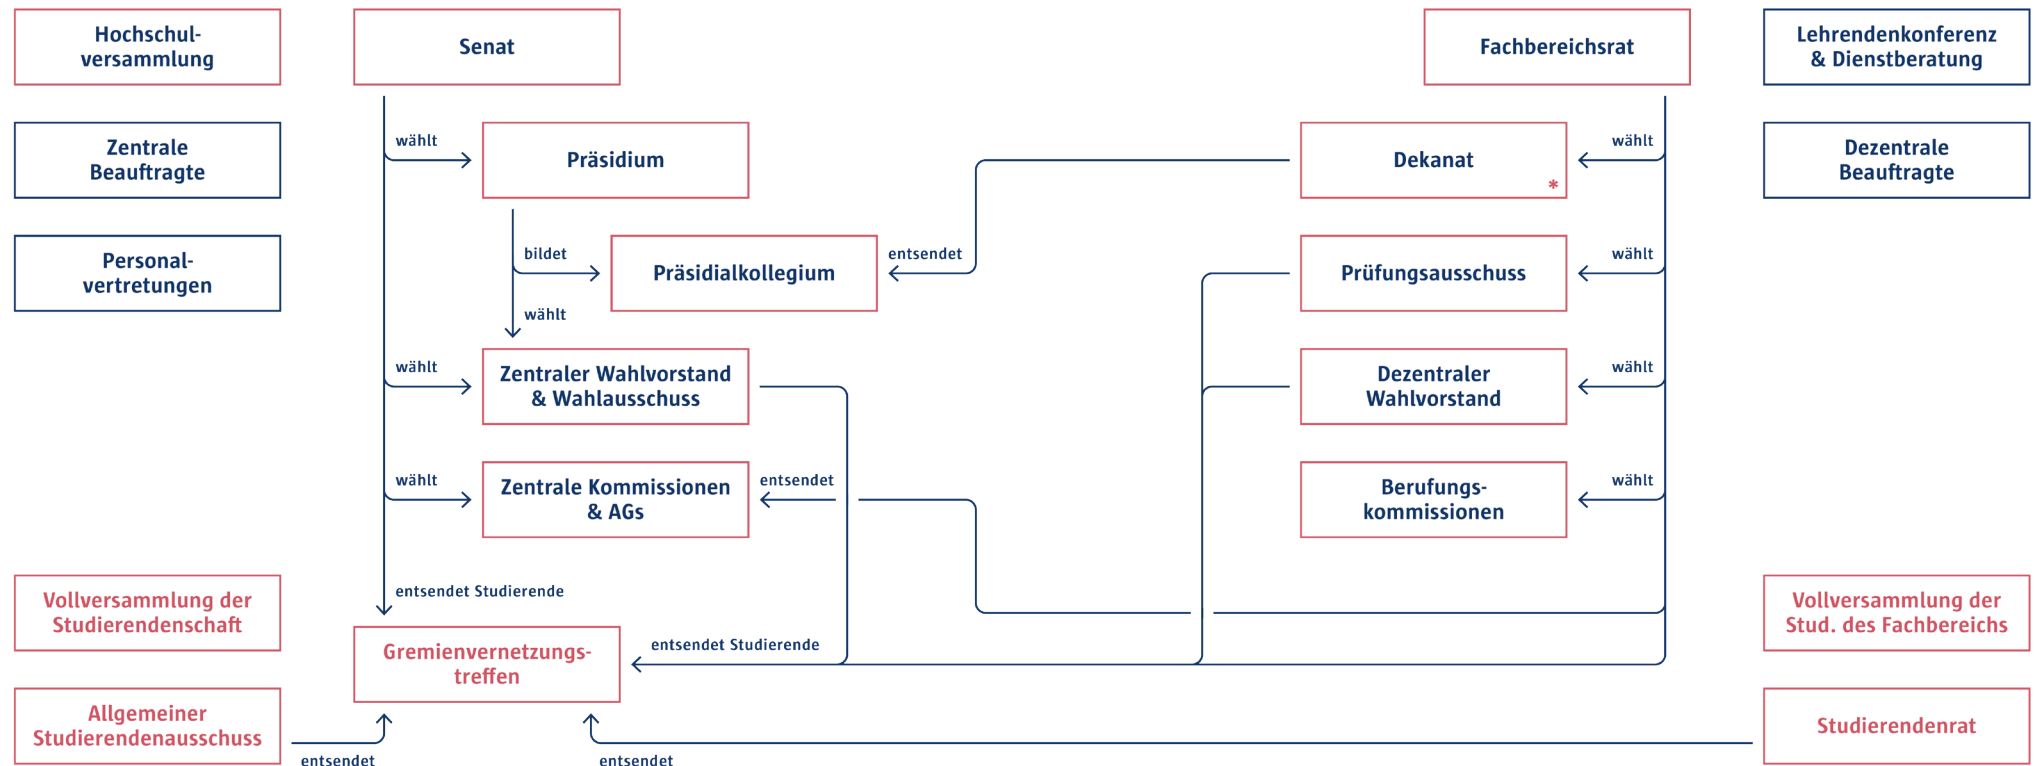 Hochschul-
versammlung
Senat
Fachbereichsrat
Lehrendenkonferenz
& Dienstberatung
Zentrale
Beauftragte
wählt
Präsidium
Dekanat
*
wählt
Dezentrale
Beauftragte
Personal-
vertretungen
bildet
Präsidialkollegium
entsendet
Prüfungsausschuss
wählt
wählt
wählt
Zentraler Wahlvorstand
& Wahlausschuss
Dezentraler
Wahlvorstand
wählt
wählt
Zentrale Kommissionen
& AGs
entsendet
Berufungs-
kommissionen
wählt
Vollversammlung der
Studierendenschaft
entsendet Studierende
Vollversammlung der
Stud. des Fachbereichs
Gremienvernetzungs-
treffen
entsendet Studierende
Allgemeiner
Studierendenausschuss
entsendet
entsendet
Studierendenrat